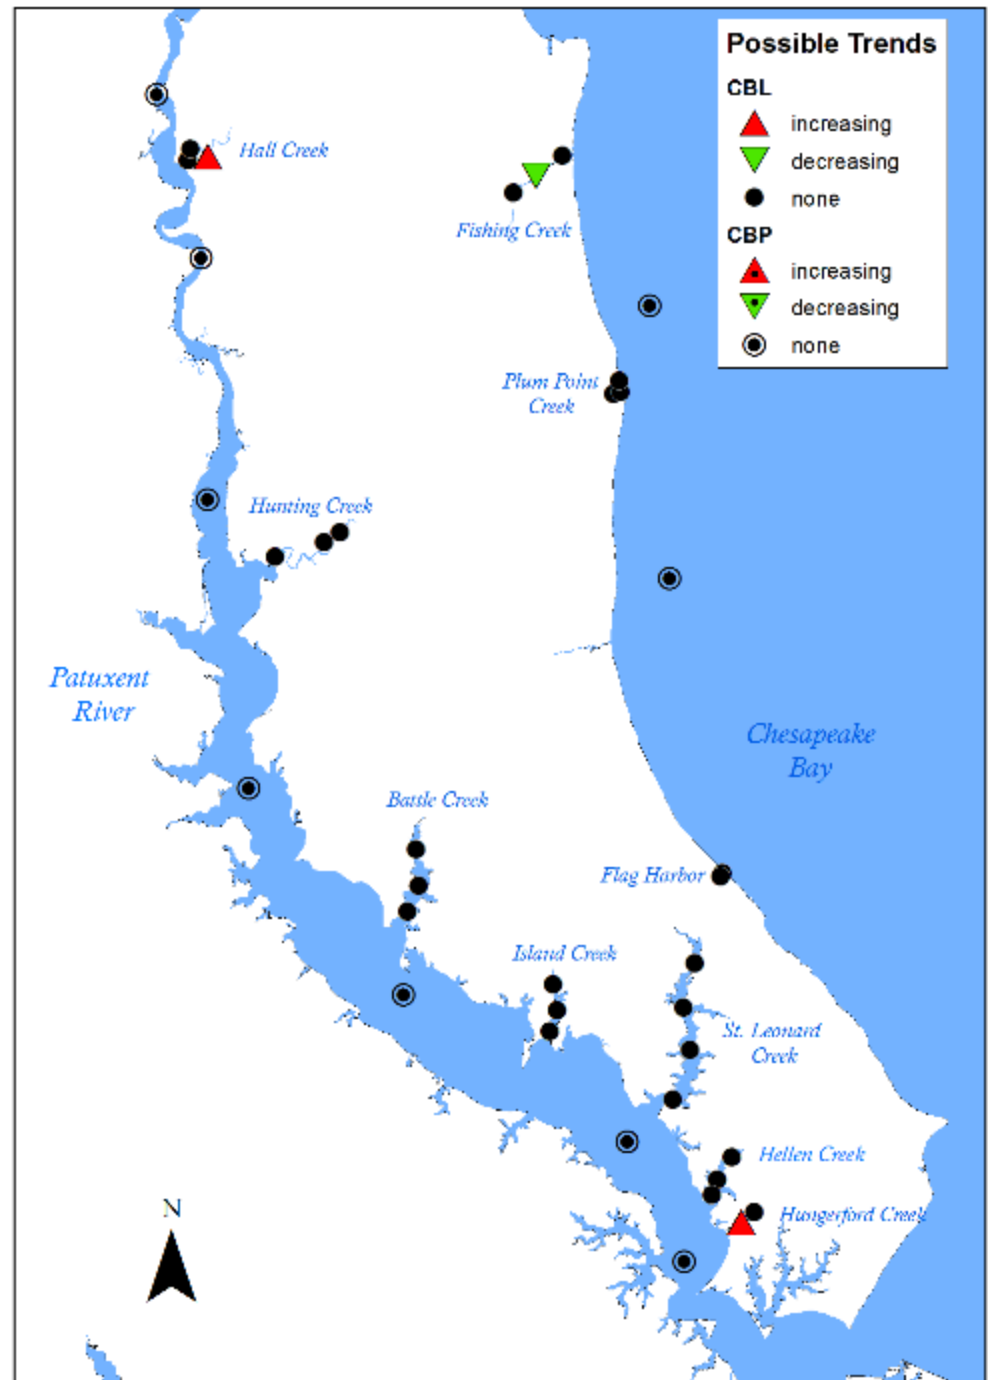 Possible Trends
CBL
increasing
decreasing
none
CBP
increasing
decreasing
none
Hall Creek
Fishing Creek
Plum Point
Creek
Hunting Creek
Patuxent
River
Chesapeake
Bay
Battle Creek
Flag Harbor
Island Creek
St. Leonard
Creek
Hellen Creek
Hungerford Creek
N